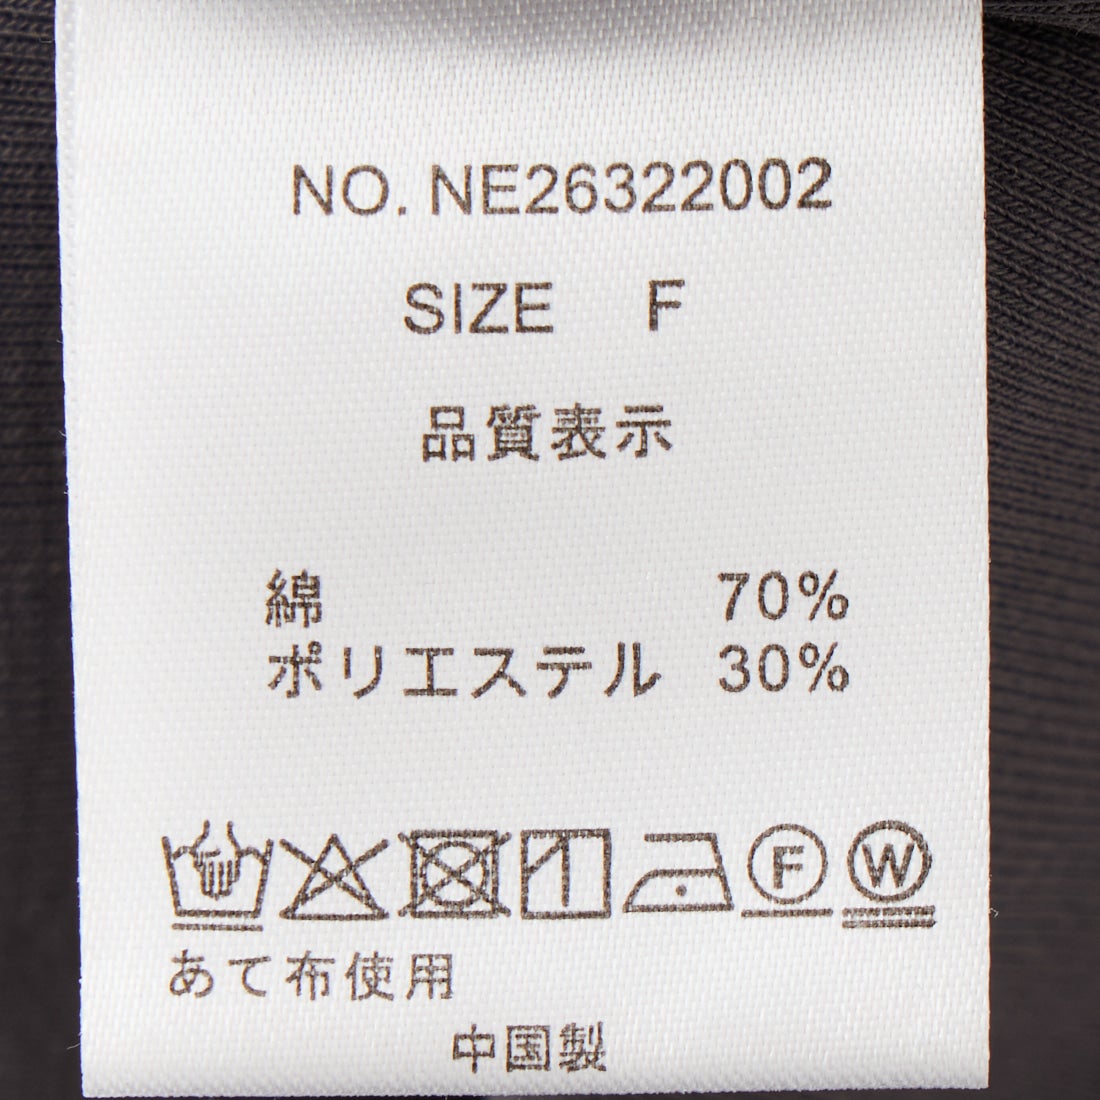 NO. NE26322002
SIZE F
品質表示
綿 70%
ポリエステル 30%
F W
あて布使用
中国製